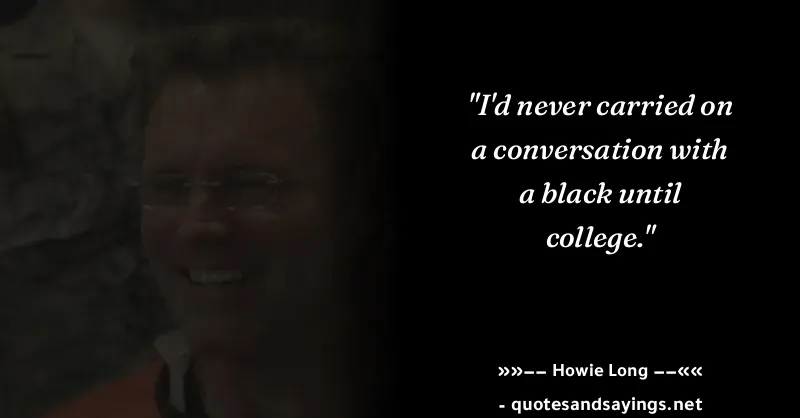 "I'd never carried on
a conversation with
a black until
college."
»»–– Howie Long ––««
- quotesandsayings.net